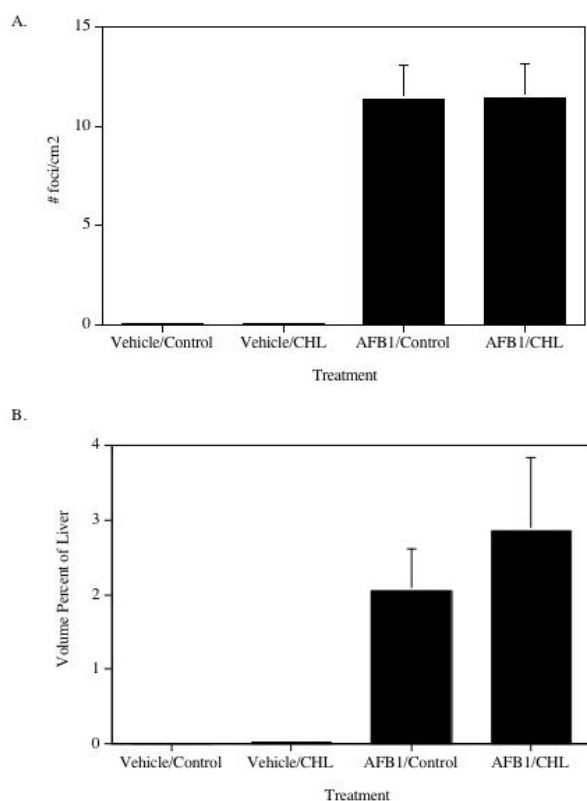 A.
15
10
5
0
# foci/cm2
Vehicle/Control Vehicle/CHL AFB1/Control AFB1/CHL
Treatment
B.
4
3
2
1
0
Volume Percent of Liver
Vehicle/Control Vehicle/CHL AFB1/Control AFB1/CHL
Treatment